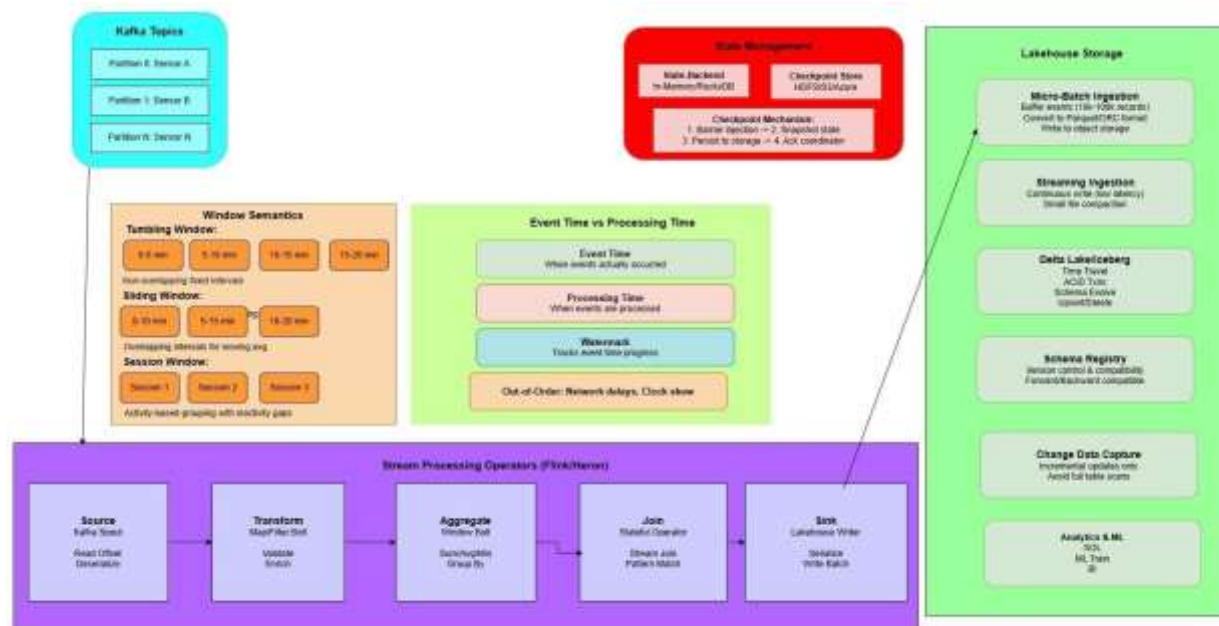 Kafka Topics
Partition 0: Sensor A
Partition 1: Sensor B
Partition N: Sensor N
State Management
State Backend
In-Memory/RocksDB
Checkpoint Store
HDFS/S3/Azure
Checkpoint Mechanism:
1. Barrier Injection -> 2. Snapshot state
3. Persist to storage -> 4. Ack coordinator
Window Semantics
Tumbling Window:
0-5 min
5-10 min
10-15 min
15-20 min
Non-overlapping fixed intervals
Sliding Window:
0-10 min
5-15 min
10-20 min
Overlapping intervals for moving avg
Session Window:
Session 1
Session 2
Session 3
Activity-based grouping with inactivity gaps
Event Time vs Processing Time
Event Time
When events actually occurred
Processing Time
When events are processed
Watermark
Tracks event time progress
Out-of-Order: Network delays, Clock skew
Stream Processing Operators (Flink/Heron)
Source
Kafka Spout
Read Offset
Deserialize
Transform
Map/Filter Bolt
Validate
Enrich
Aggregate
Window Bolt
Sum/Avg/Min
Group By
Join
Stateful Operator
Stream Join
Pattern Match
Sink
Lakehouse Writer
Serialize
Write Batch
Lakehouse Storage
Micro-Batch Ingestion
Buffer events (10k-100k records)
Convert to Parquet/ORC format
Write to object storage
Streaming Ingestion
Continuous write (low latency)
Small file compaction
Delta Lake/Iceberg
Time Travel
ACID Txns
Schema Evolve
Upsert/Delete
Schema Registry
Version control & compatibility
Forward/Backward compatible
Change Data Capture
Incremental updates only
Avoid full table scans
Analytics & ML
SQL
ML Train
BI